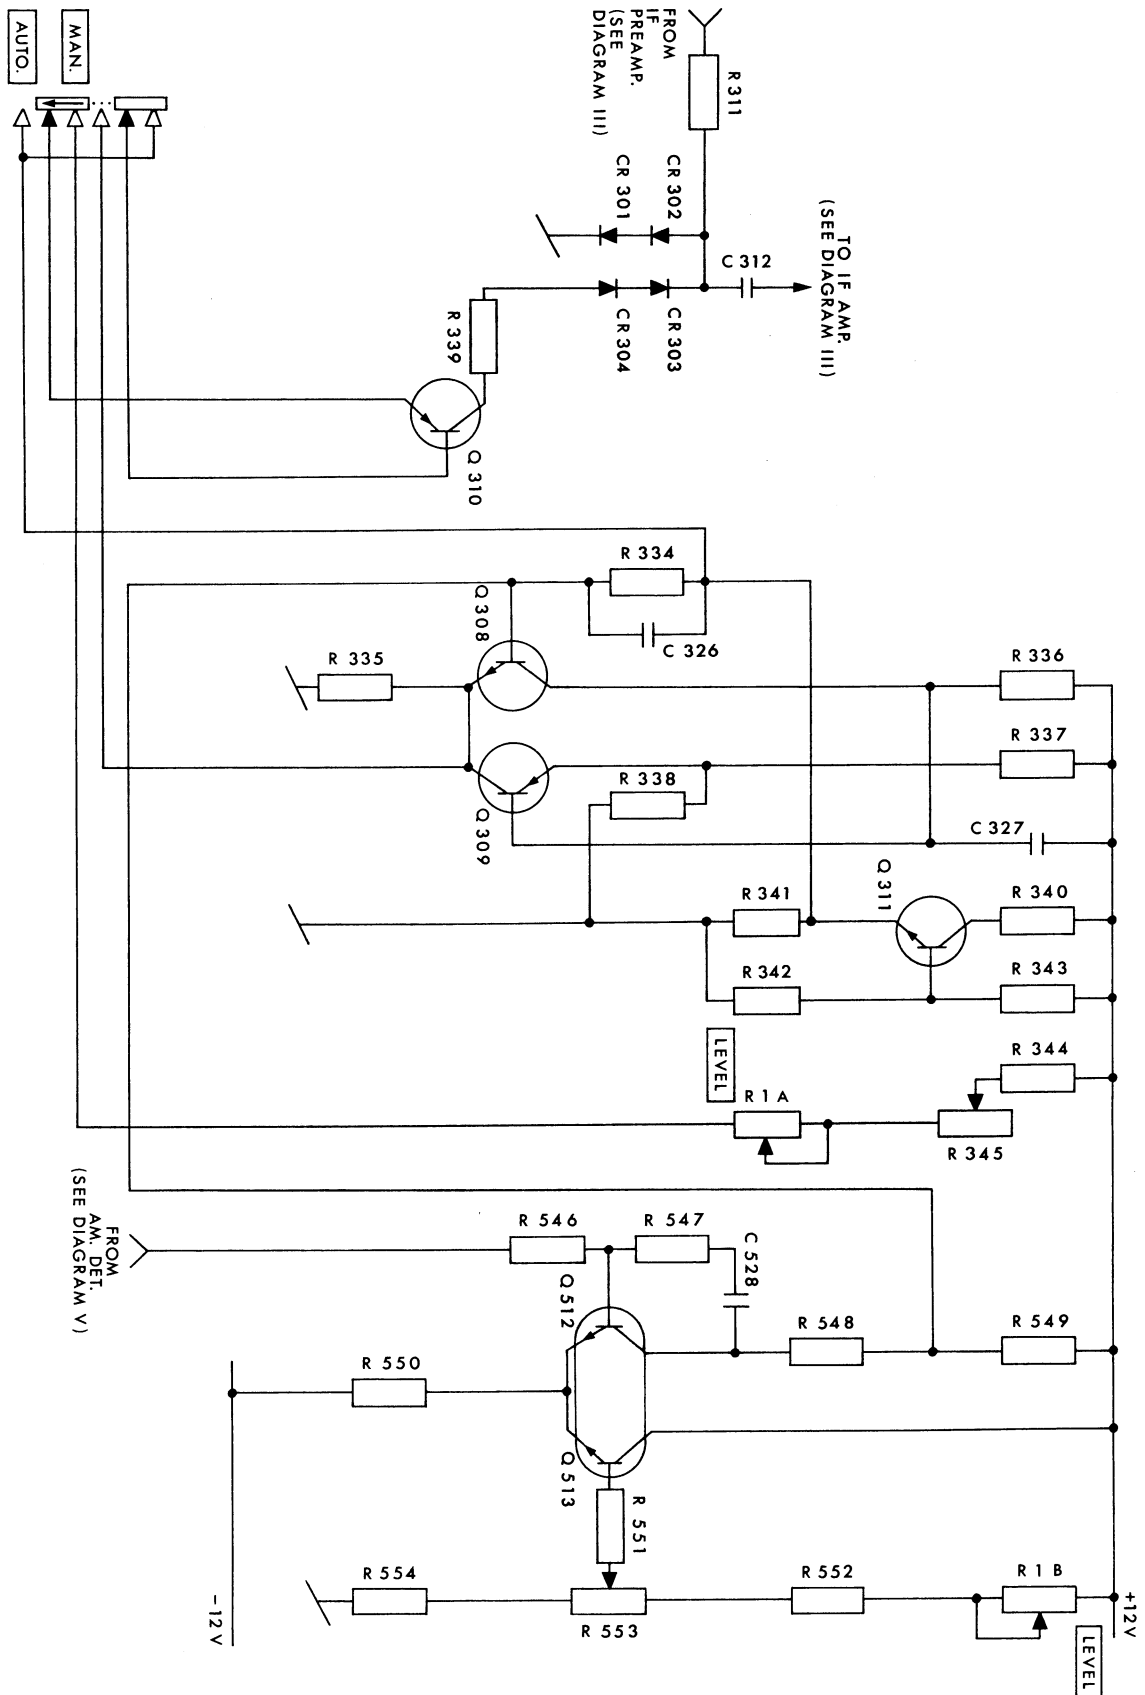 AUTO.
MAN.
FROM
IF
PREAMP.
(SEE
DIAGRAM III)
R 311
CR 301
CR 302
C 312
TO IF AMP.
(SEE DIAGRAM III)
R 339
CR 304
CR 303
Q 310
R 334
Q 308
C 326
R 335
R 336
R 337
R 338
Q 309
C 327
Q 311
R 341
R 340
R 342
R 343
LEVEL
R 344
R 1 A
R 345
FROM
AM. DET.
(SEE DIAGRAM V)
R 546
R 547
C 528
Q 512
R 548
R 549
R 550
Q 513
R 551
R 554
R 552
R 1 B
R 553
-12 V
+12 V
LEVEL